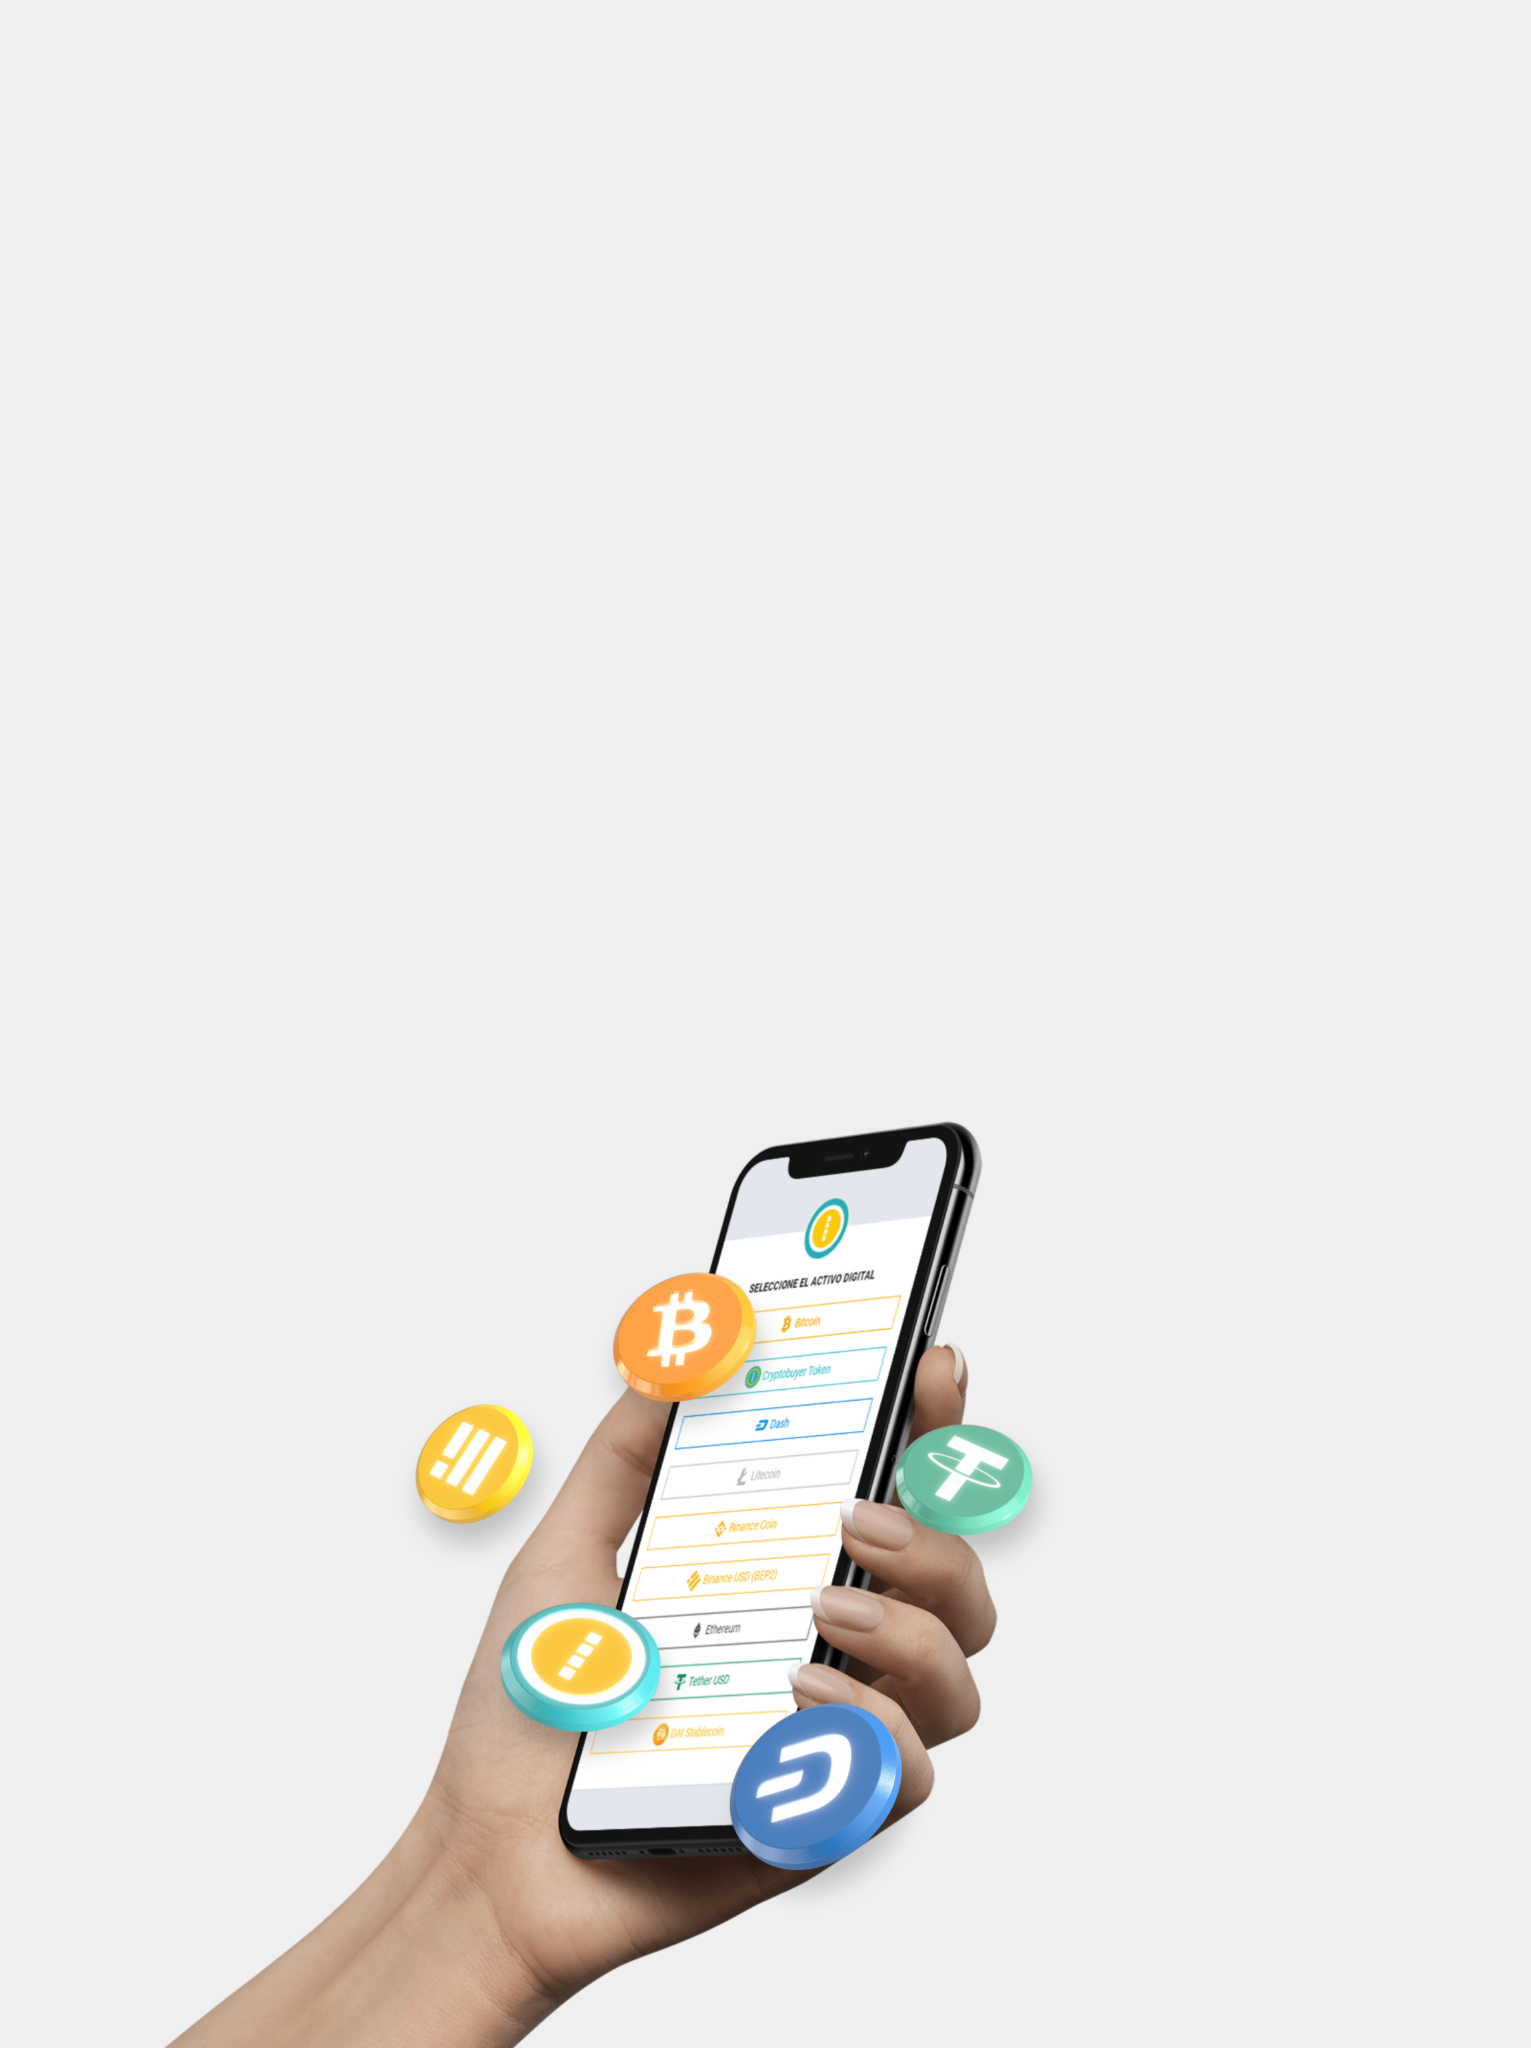 SELECCIONE EL ACTIVO DIGITAL
Bitcoin
Cryptobuyer Token
Dash
Litecoin
Binance Coin
Binance USD (BEP2)
Ethereum
Tether USD
DAI Stablecoin